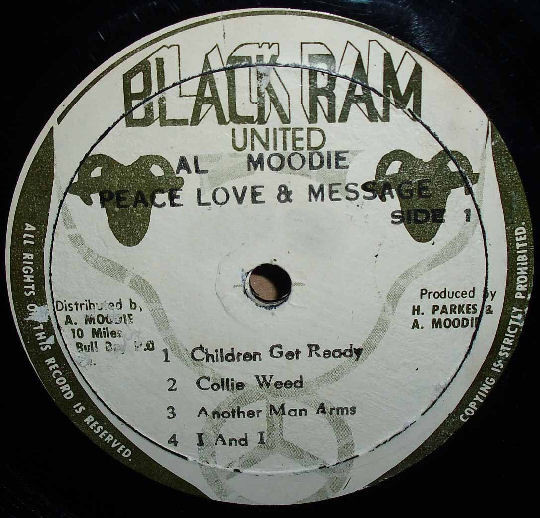 BLACK RAM
UNITED
AL MOODIE
PEACE LOVE & MESSAGE
SIDE 1
Distributed by
A. MOODIE
10 Miles
Bull Bay P.O
Produced by
H. PARKES &
A. MOODIE
1 Children Get Ready
2 Collie Weed
3 Another Man Arms
4 I And I
ALL RIGHTS OF THIS RECORD IS RESERVED.
COPYING IS STRICTLY PROHIBITED.